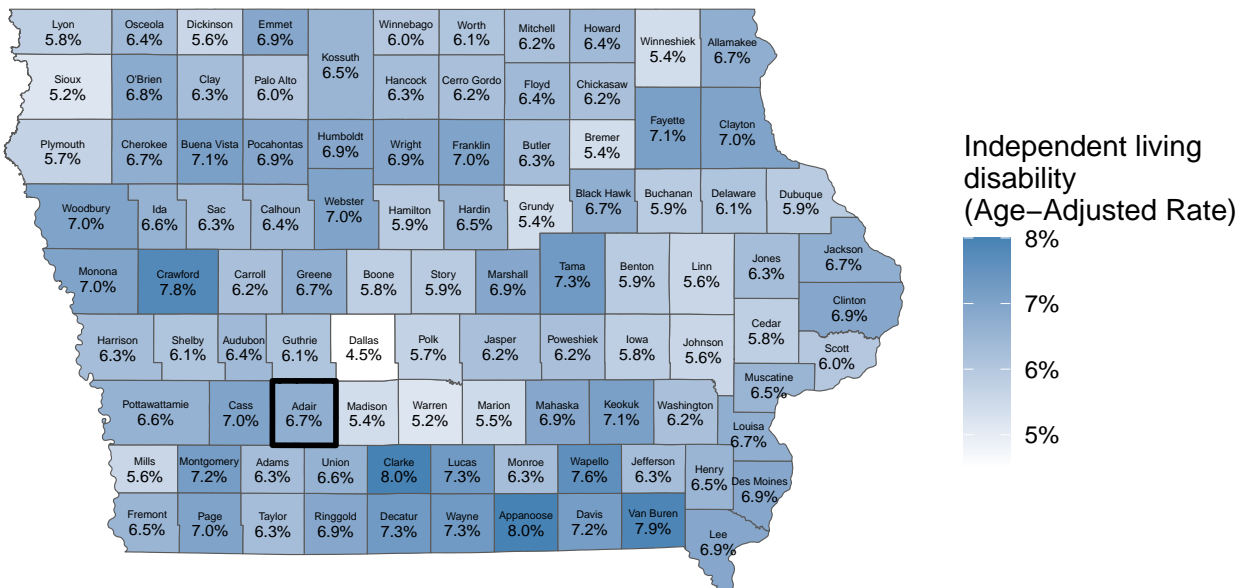 Lyon
5.8%
Osceola
6.4%
Dickinson
5.6%
Emmet
6.9%
Kossuth
6.5%
Winnebago
6.0%
Worth
6.1%
Mitchell
6.2%
Howard
6.4%
Winneshiek
5.4%
Allamakee
6.7%
Sioux
5.2%
O'Brien
6.8%
Clay
6.3%
Palo Alto
6.0%
Hancock
6.3%
Cerro Gordo
6.2%
Floyd
6.4%
Chickasaw
6.2%
Fayette
7.1%
Clayton
7.0%
Plymouth
5.7%
Cherokee
6.7%
Buena Vista
7.1%
Pocahontas
6.9%
Humboldt
6.9%
Wright
6.9%
Franklin
7.0%
Butler
6.3%
Bremer
5.4%
Woodbury
7.0%
Ida
6.6%
Sac
6.3%
Calhoun
6.4%
Webster
7.0%
Hamilton
5.9%
Hardin
6.5%
Grundy
5.4%
Black Hawk
6.7%
Buchanan
5.9%
Delaware
6.1%
Dubuque
5.9%
Monona
7.0%
Crawford
7.8%
Carroll
6.2%
Greene
6.7%
Boone
5.8%
Story
5.9%
Marshall
6.9%
Tama
7.3%
Benton
5.9%
Linn
5.6%
Jones
6.3%
Jackson
6.7%
Clinton
6.9%
Harrison
6.3%
Shelby
6.1%
Audubon
6.4%
Guthrie
6.1%
Dallas
4.5%
Polk
5.7%
Jasper
6.2%
Poweshiek
6.2%
Iowa
5.8%
Johnson
5.6%
Cedar
5.8%
Scott
6.0%
Muscatine
6.5%
Pottawattamie
6.6%
Cass
7.0%
Adair
6.7%
Madison
5.4%
Warren
5.2%
Marion
5.5%
Mahaska
6.9%
Keokuk
7.1%
Washington
6.2%
Louisa
6.7%
Mills
5.6%
Montgomery
7.2%
Adams
6.3%
Union
6.6%
Clarke
8.0%
Lucas
7.3%
Monroe
6.3%
Wapello
7.6%
Jefferson
6.3%
Henry
6.5%
Des Moines
6.9%
Fremont
6.5%
Page
7.0%
Taylor
6.3%
Ringgold
6.9%
Decatur
7.3%
Wayne
7.3%
Appanoose
8.0%
Davis
7.2%
Van Buren
7.9%
Lee
6.9%
Independent living
disability
(Age−Adjusted Rate)
8%
7%
6%
5%